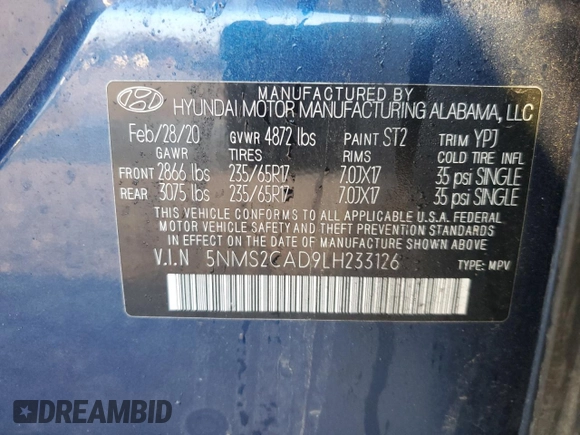 MANUFACTURED BY
HYUNDAI MOTOR MANUFACTURING ALABAMA, LLC
Feb/28/20 GVWR 4872 lbs PAINT ST2 TRIM YPJ
GAWR TIRES RIMS COLD TIRE INFL
FRONT 2866 lbs 235/65R17 7.0JX17 35 psi SINGLE
REAR 3075 lbs 235/65R17 7.0JX17 35 psi SINGLE
THIS VEHICLE CONFORMS TO ALL APPLICABLE U.S.A. FEDERAL
MOTOR VEHICLE SAFETY AND THEFT PREVENTION STANDARDS
IN EFFECT ON THE DATE OF MANUFACTURE SHOWN ABOVE.
V.I.N 5NMS2CAD9LH233126 TYPE: MPV
DREAMBID